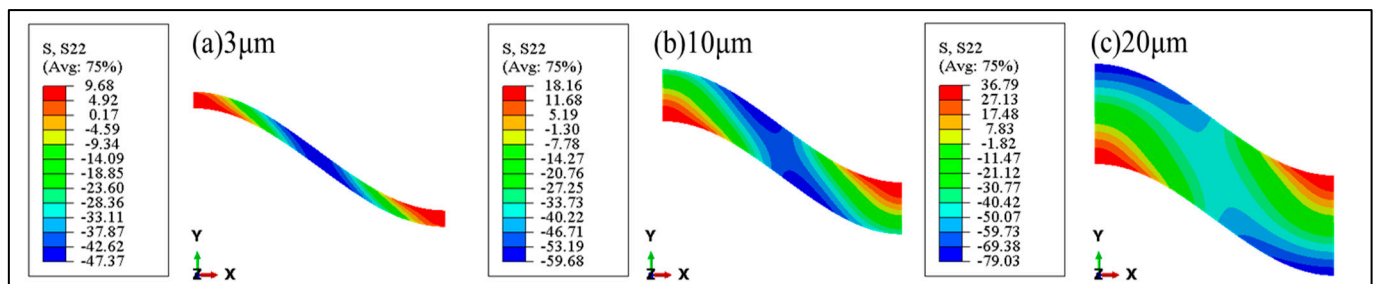 (a)3μm
S, S22
(Avg: 75%)
9.68
4.92
0.17
-4.59
-9.34
-14.09
-18.85
-23.60
-28.36
-33.11
-37.87
-42.62
-47.37
Y
Z
X
(b)10μm
S, S22
(Avg: 75%)
18.16
11.68
5.19
-1.30
-7.78
-14.27
-20.76
-27.25
-33.73
-40.22
-46.71
-53.19
-59.68
Y
Z
X
(c)20μm
S, S22
(Avg: 75%)
36.79
27.13
17.48
7.83
-1.82
-11.47
-21.12
-30.77
-40.42
-50.07
-59.73
-69.38
-79.03
Y
Z
X